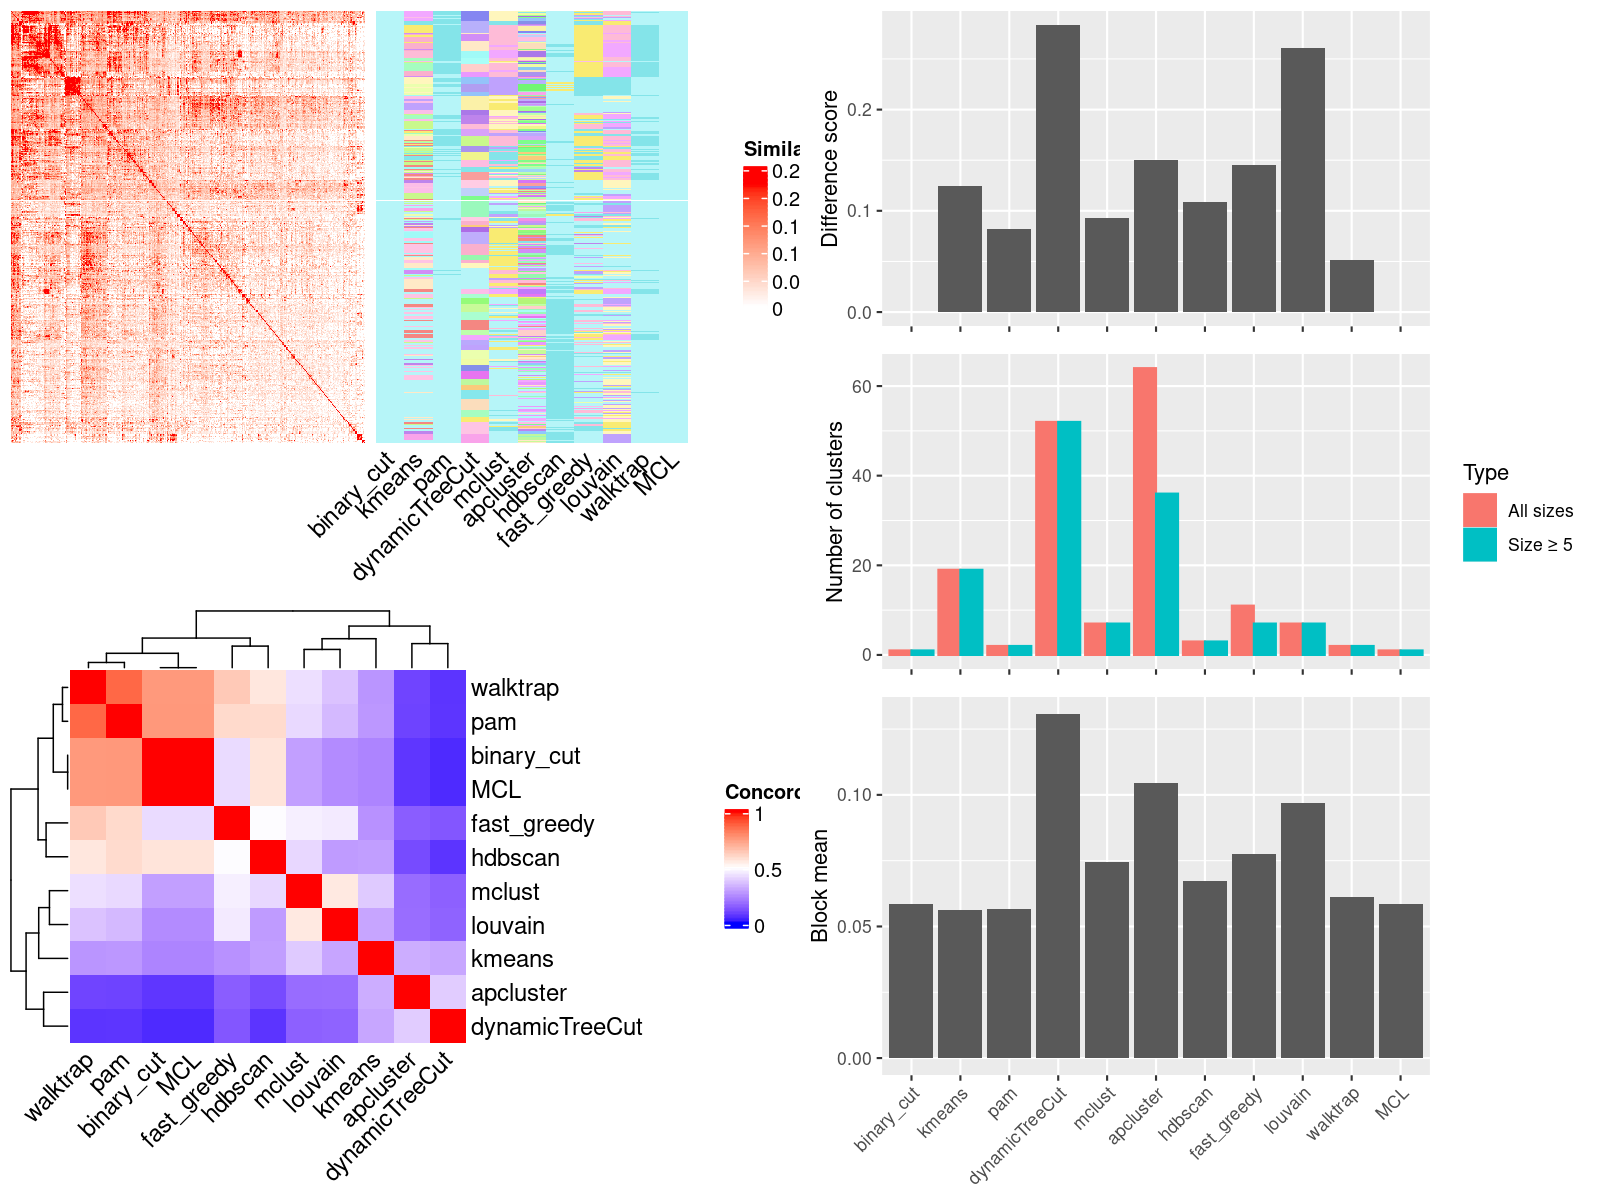 Simila
0.2
0.2
0.1
0.1
0.0
0
binary_cut
kmeans
pam
dynamicTreeCut
mclust
apcluster
hdbscan
fast_greedy
louvain
walktrap
MCL
walktrap
pam
binary_cut
MCL
fast_greedy
hdbscan
mclust
louvain
kmeans
apcluster
dynamicTreeCut
walktrap
pam
binary_cut
MCL
fast_greedy
hdbscan
mclust
louvain
kmeans
apcluster
dynamicTreeCut
Concord
1
0.5
0
Difference score
0.2
0.1
0.0
Number of clusters
60
40
20
0
Type
All sizes
Size ≥ 5
Block mean
0.10
0.05
0.00
binary_cut
kmeans
pam
dynamicTreeCut
mclust
apcluster
hdbscan
fast_greedy
louvain
walktrap
MCL